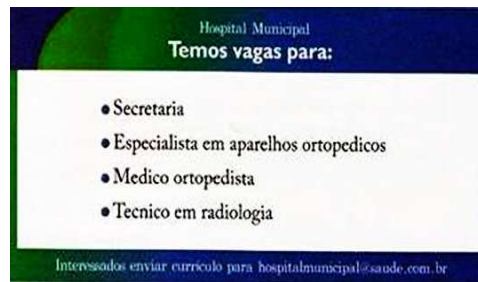 Hospital Municipal
Temos vagas para:
Secretaria
Especialista em aparelhos ortopedicos
Medico ortopedista
Tecnico em radiologia
Interessados enviar currículo para hospitalmunicipal@saude.com.br